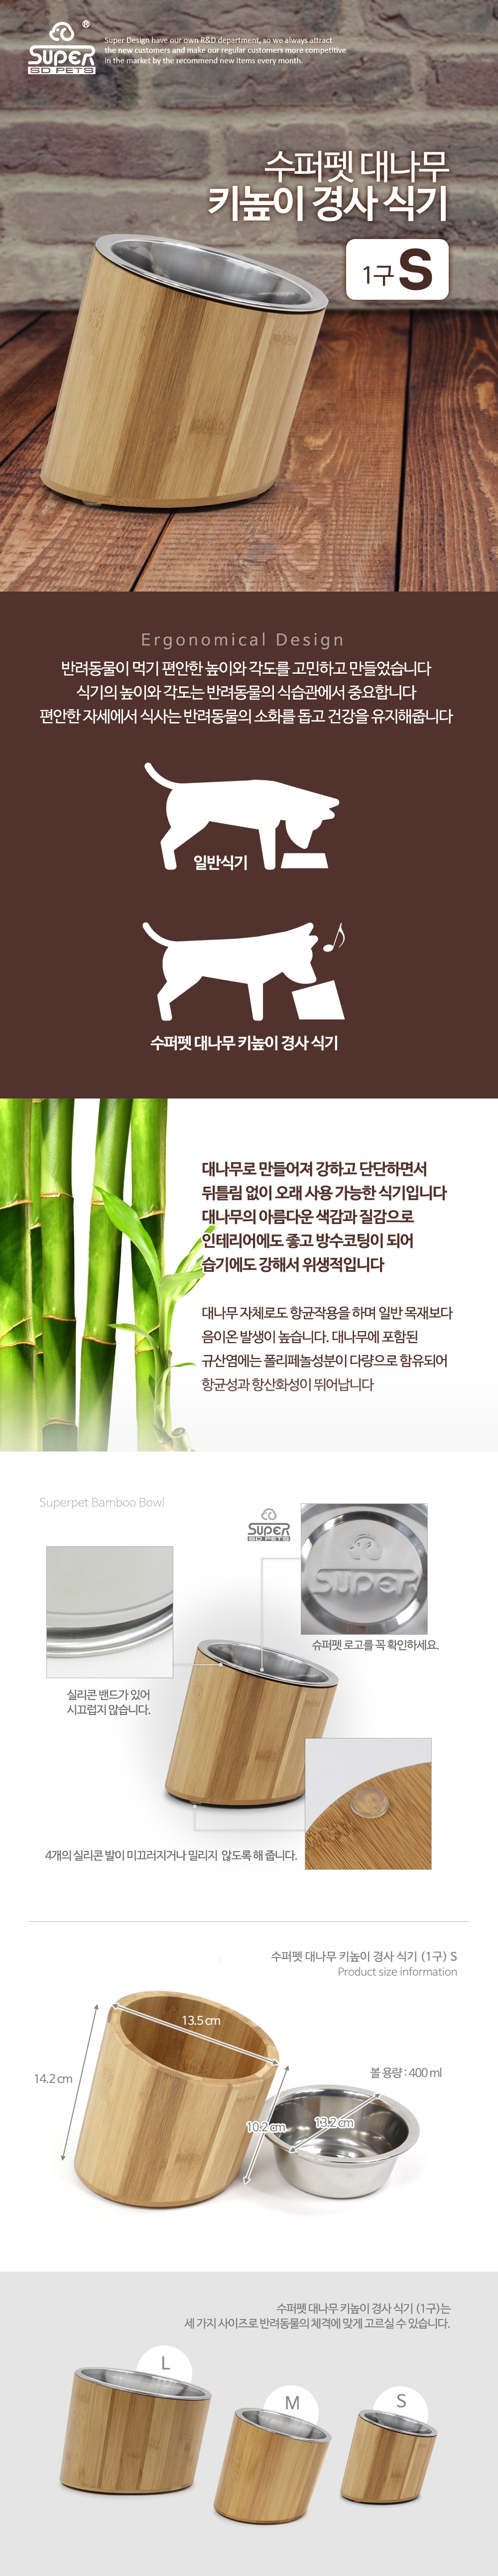 SUPER
GO PETS
®
Super Design have our own R&D department, so we always attract
the new customers and make our regular customers more competitive
in the market by the recommend new items every month.
수퍼펫 대나무
키높이 경사 식기
1구 S
Ergonomical Design
반려동물이 먹기 편안한 높이와 각도를 고민하고 만들었습니다
식기의 높이와 각도는 반려동물의 식습관에서 중요합니다
편안한 자세에서 식사는 반려동물의 소화를 돕고 건강을 유지해줍니다
일반식기
수퍼펫 대나무 키높이 경사 식기
대나무로 만들어져 강하고 단단하면서
뒤틀림 없이 오래 사용 가능한 식기입니다
대나무의 아름다운 색감과 질감으로
인테리어에도 좋고 방수코팅이 되어
습기에도 강해서 위생적입니다
대나무 자체로도 항균작용을 하며 일반 목재보다
음이온 발생이 높습니다. 대나무에 포함된
규산염에는 폴리페놀성분이 다량으로 함유되어
항균성과 항산화성이 뛰어납니다
Superpet Bamboo Bowl
SUPER
GO PETS
SUPER
슈퍼펫 로고를 꼭 확인하세요.
실리콘 밴드가 있어
시끄럽지 않습니다.
4개의 실리콘 발이 미끄러지거나 밀리지 않도록 해 줍니다.
수퍼펫 대나무 키높이 경사 식기 (1구) S
Product size information
13.5 cm
14.2 cm
볼 용량 : 400 ml
10.2 cm
13.2 cm
수퍼펫 대나무 키높이 경사 식기 (1구)는
세 가지 사이즈로 반려동물의 체격에 맞게 고르실 수 있습니다.
L
M
S